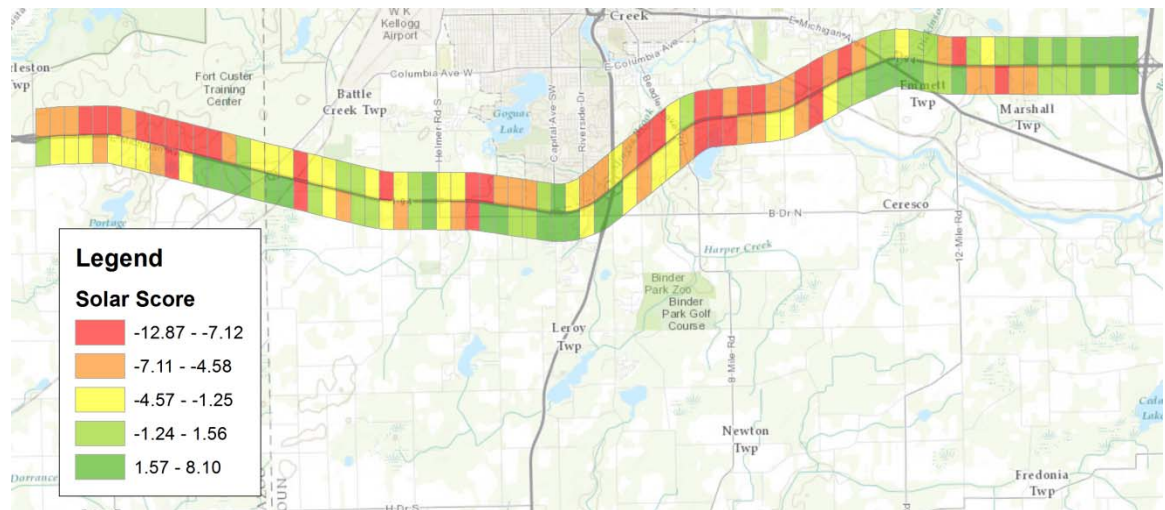 W K
Kellogg
Airport
Creek
E Michigan Ave
rleston
Twp
Fort Custer
Training
Center
Columbia Ave W
Columbia Ave
Battle
Creek Twp
Helmer Rd S
Goguac
Lake
Capital Ave SW
Riverside Dr
Emmett
Twp
Marshall
Twp
Portage
B Dr N
Ceresco
12 Mile Rd
Harper Creek
Binder
Park Zoo
Binder
Park Golf
Course
Leroy
Twp
8 Mile Rd
Newton
Twp
Fredonia
Twp
Lake
Dorrance
H Dr S
Legend
Solar Score
-12.87 - -7.12
-7.11 - -4.58
-4.57 - -1.25
-1.24 - 1.56
1.57 - 8.10